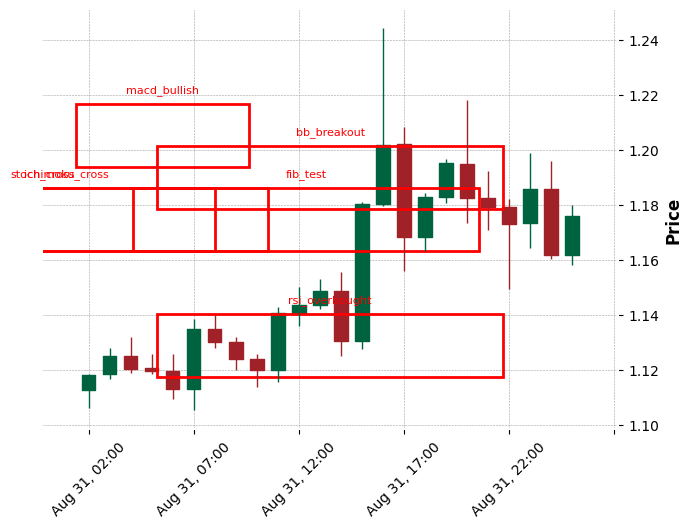 1.24
macd_bullish
1.22
bb_breakout
1.20
fib_test
1.18
Price
1.16
rsi_overbought
1.14
1.12
1.10
Aug 31, 02:00
Aug 31, 07:00
Aug 31, 12:00
Aug 31, 17:00
Aug 31, 22:00